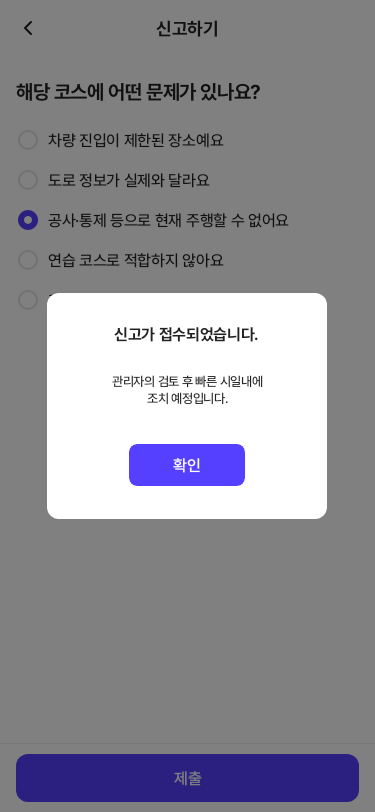 신고하기
해당 코스에 어떤 문제가 있나요?
차량 진입이 제한된 장소예요
도로 정보가 실제와 달라요
공사·통제 등으로 현재 주행할 수 없어요
연습 코스로 적합하지 않아요
신고가 접수되었습니다.
관리자의 검토 후 빠른 시일내에
조치 예정입니다.
확인
제출